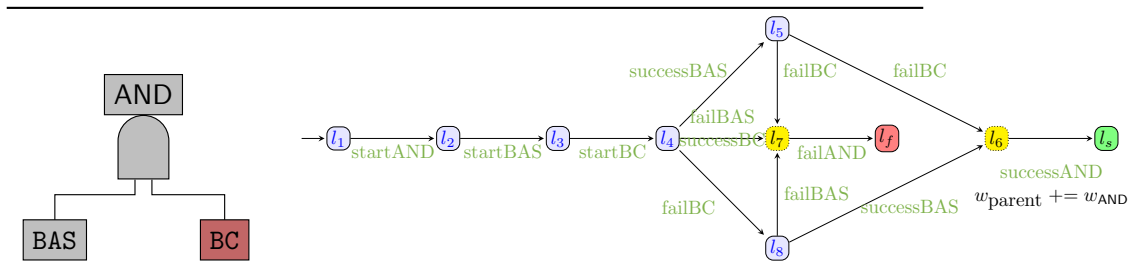 AND
BAS
BC
l1
startAND
l2
startBAS
l3
startBC
l4
successBAS
failBAS
successBC
failBC
l5
failBC
failBC
l7
failAND
lf
failBAS
successBAS
l8
l6
successAND
wparent += wAND
ls